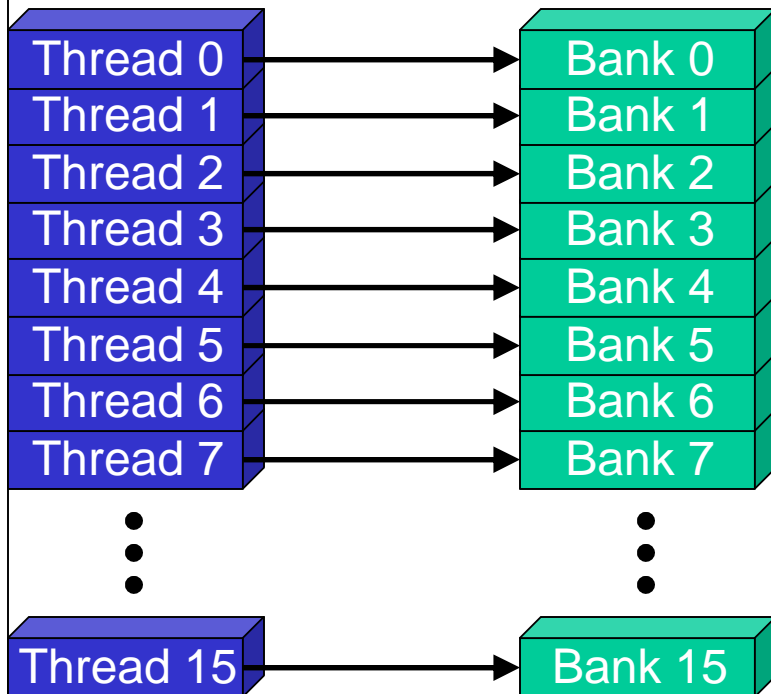 Thread 0
Bank 0
Thread 1
Bank 1
Thread 2
Bank 2
Thread 3
Bank 3
Thread 4
Bank 4
Thread 5
Bank 5
Thread 6
Bank 6
Thread 7
Bank 7
Thread 15
Bank 15